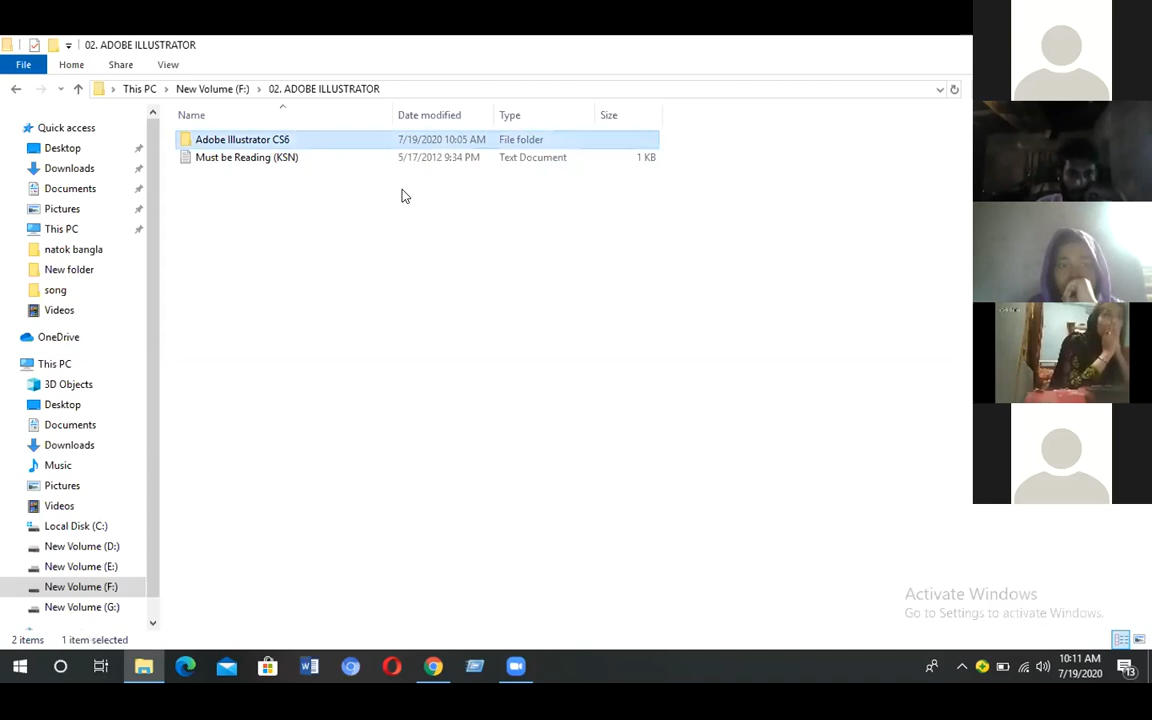 02. ADOBE ILLUSTRATOR
File Home Share View
This PC New Volume (F:) 02. ADOBE ILLUSTRATOR
Name Date modified Type Size
Adobe Illustrator CS6 7/19/2020 10:05 AM File folder
Must be Reading (KSN) 5/17/2012 9:34 PM Text Document 1 KB
Quick access
Desktop
Downloads
Documents
Pictures
This PC
natok bangla
New folder
song
Videos
OneDrive
This PC
3D Objects
Desktop
Documents
Downloads
Music
Pictures
Videos
Local Disk (C:)
New Volume (D:)
New Volume (E:)
New Volume (F:)
New Volume (G:)
Activate Windows
Go to Settings to activate Windows.
2 items 1 item selected
10:11 AM
7/19/2020
13